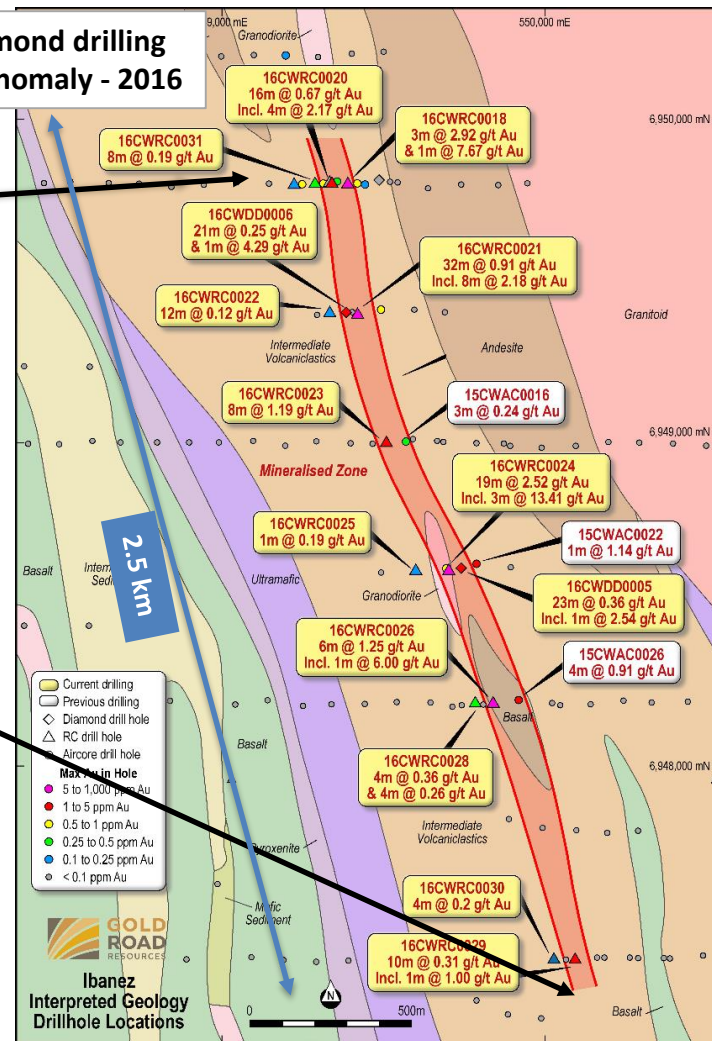 mond drilling
nomaly - 2016
9,000 mE
550,000 mE
Granodiorite
16CWRC0020
16m @ 0.67 g/t Au
Incl. 4m @ 2.17 g/t Au
16CWRC0018
3m @ 2.92 g/t Au
& 1m @ 7.67 g/t Au
6,950,000 mN
16CWRC0031
8m @ 0.19 g/t Au
16CWDD0006
21m @ 0.25 g/t Au
& 1m @ 4.29 g/t Au
16CWRC0021
32m @ 0.91 g/t Au
Incl. 8m @ 2.18 g/t Au
16CWRC0022
12m @ 0.12 g/t Au
Granitoid
Intermediate
Volcaniclastics
Andesite
16CWRC0023
8m @ 1.19 g/t Au
15CWAC0016
3m @ 0.24 g/t Au
6,949,000 mN
Mineralised Zone
16CWRC0024
19m @ 2.52 g/t Au
Incl. 3m @ 13.41 g/t Au
16CWRC0025
1m @ 0.19 g/t Au
15CWAC0022
1m @ 1.14 g/t Au
2.5 km
Basalt
Inter
Sed
Ultramafic
Granodiorite
16CWDD0005
23m @ 0.36 g/t Au
Incl. 1m @ 2.54 g/t Au
16CWRC0026
6m @ 1.25 g/t Au
Incl. 1m @ 6.00 g/t Au
15CWAC0026
4m @ 0.91 g/t Au
Current drilling
Previous drilling
Diamond drill hole
RC drill hole
Aircore drill hole
Max Au in Hole
5 to 1,000 ppm Au
1 to 5 ppm Au
0.5 to 1 ppm Au
0.25 to 0.5 ppm Au
0.1 to 0.25 ppm Au
< 0.1 ppm Au
Basalt
Basalt
16CWRC0028
4m @ 0.36 g/t Au
& 4m @ 0.26 g/t Au
6,948,000 mN
Intermediate
Volcaniclastics
Pyroxenite
Mafic
Sediment
16CWRC0030
4m @ 0.2 g/t Au
16CWRC0029
10m @ 0.31 g/t Au
Incl. 1m @ 1.00 g/t Au
GOLD
ROAD
RESOURCES
Ibanez
Interpreted Geology
Drillhole Locations
N
0
500m
Basalt